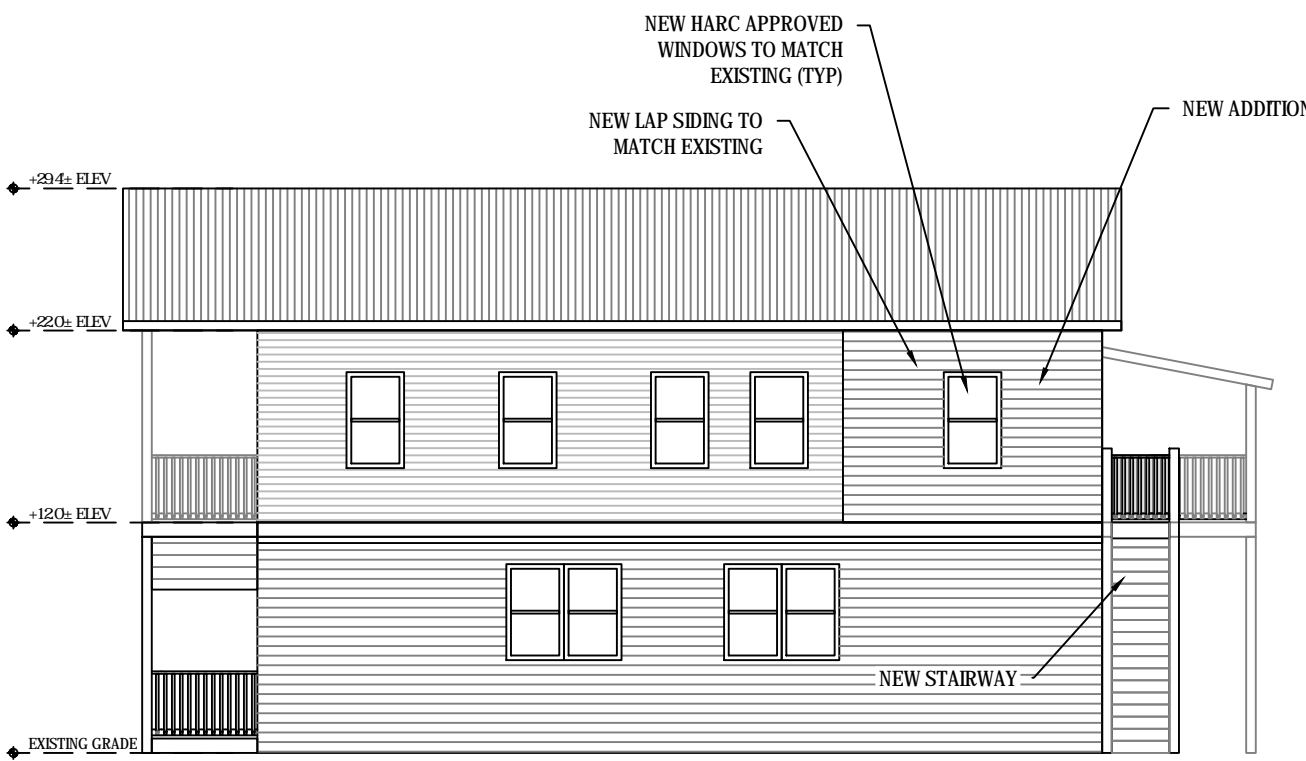 NEW HARC APPROVED
WINDOWS TO MATCH
EXISTING (TYP)
NEW LAP SIDING TO
MATCH EXISTING
NEW ADDITION
+29.4± ELEV
+22.0± ELEV
+12.0± ELEV
NEW STAIRWAY
EXISTING GRADE